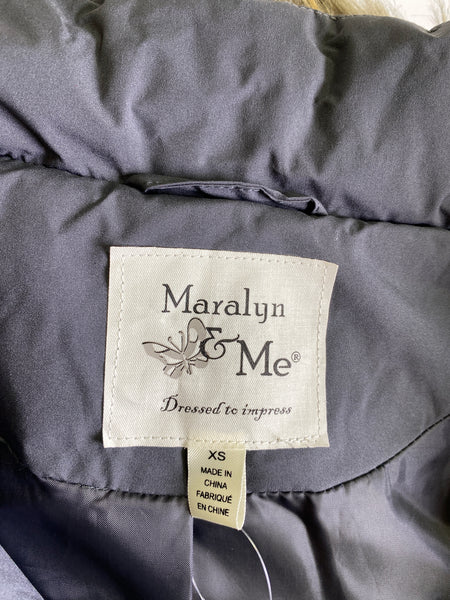 Maralyn
& Me®
Dressed to impress
XS
MADE IN
CHINA
FABRIQUÉ
EN CHINE